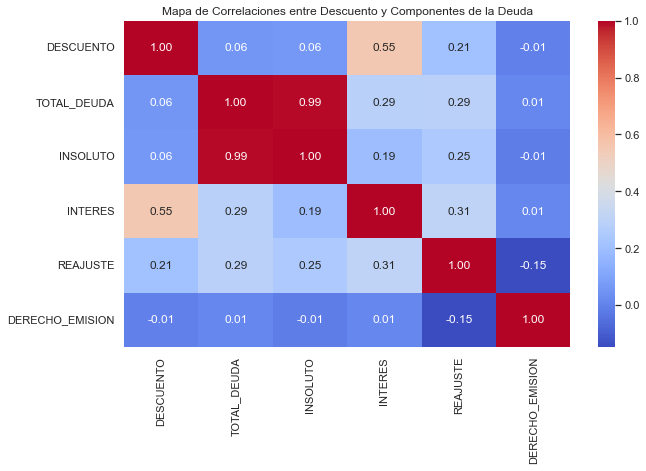 Mapa de Correlaciones entre Descuento y Componentes de la Deuda
DESCUENTO 1.00 0.06 0.06 0.55 0.21 -0.01
TOTAL_DEUDA 0.06 1.00 0.99 0.29 0.29 0.01
INSOLUTO 0.06 0.99 1.00 0.19 0.25 -0.01
INTERES 0.55 0.29 0.19 1.00 0.31 0.01
REAJUSTE 0.21 0.29 0.25 0.31 1.00 -0.15
DERECHO_EMISION -0.01 0.01 -0.01 0.01 -0.15 1.00
DESCUENTO
TOTAL_DEUDA
INSOLUTO
INTERES
REAJUSTE
DERECHO_EMISION
1.0
0.8
0.6
0.4
0.2
0.0